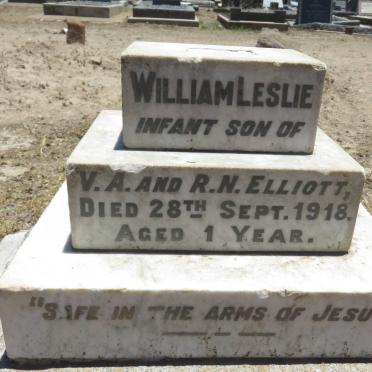 WILLIAM LESLIE
INFANT SON OF
V. A. AND R. N. ELLIOTT,
DIED 28TH SEPT. 1918.
AGED 1 YEAR.
"SAFE IN THE ARMS OF JESU